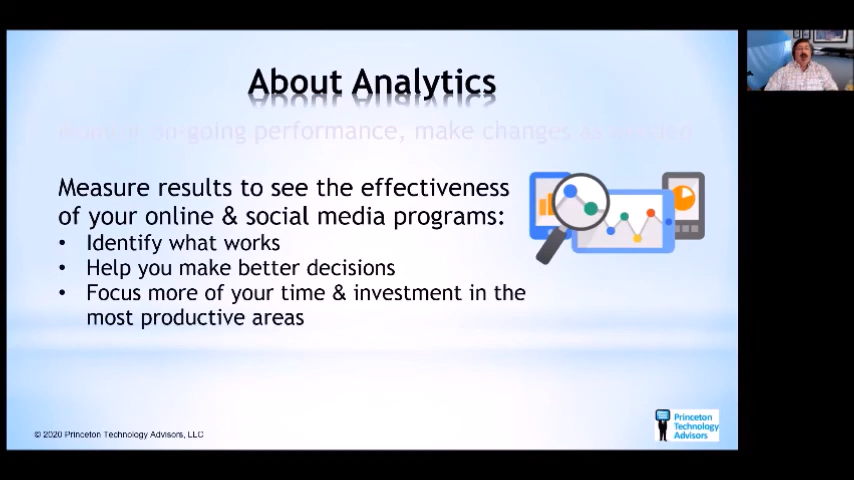 About Analytics
Monitor on-going performance, make changes as needed
Measure results to see the effectiveness
of your online & social media programs:
• Identify what works
• Help you make better decisions
• Focus more of your time & investment in the
most productive areas
© 2020 Princeton Technology Advisors, LLC
Princeton
Technology
Advisors